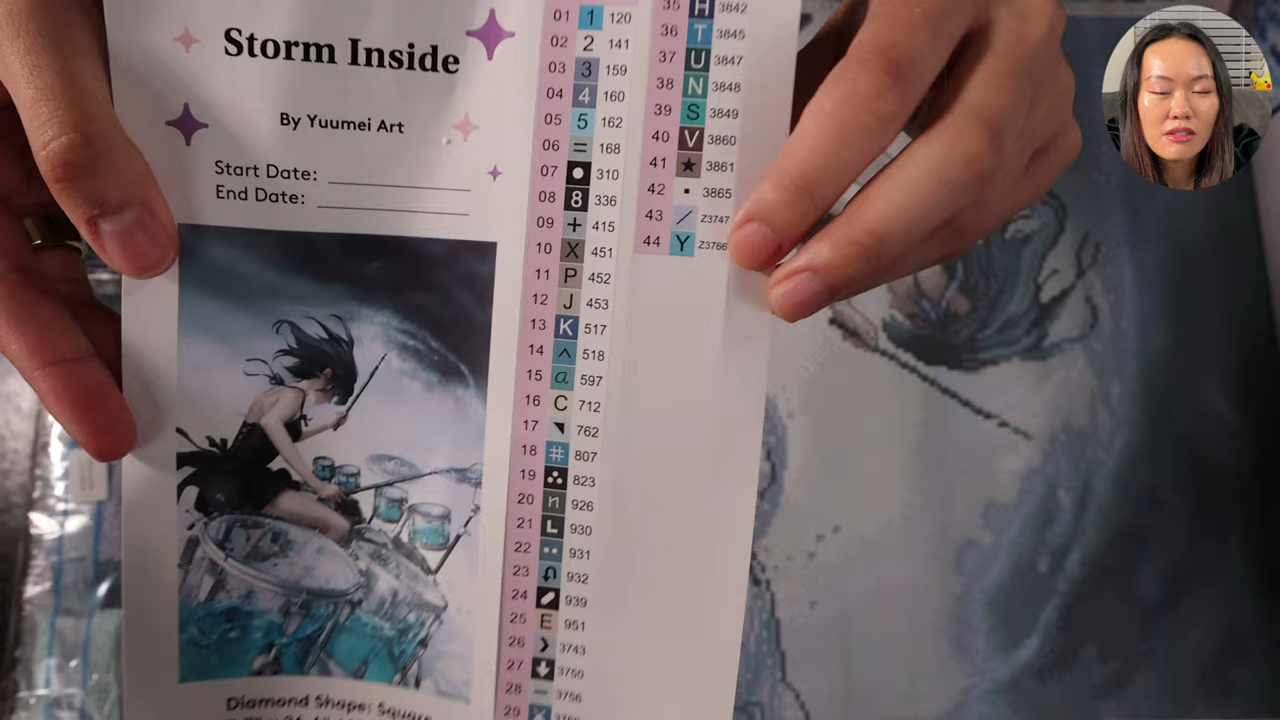 Storm Inside
By Yuumei Art
Start Date:
End Date:
Diamond Shape: Square
01 1 120
02 2 141
03 3 159
04 4 160
05 5 162
06 = 168
07 ● 310
08 8 336
09 + 415
10 X 451
11 P 452
12 J 453
13 K 517
14 ^ 518
15 a 597
16 C 712
17 ◥ 762
18 # 807
19 ∴ 823
20 n 926
21 L 930
22 •• 931
23 932
24 939
25 E 951
26 3743
27 3750
28 3756
29
35 H 3842
36 T 3845
37 U 3847
38 N 3848
39 S 3849
40 V 3860
41 ★ 3861
42 ▪ 3865
43 / Z3747
44 Y Z3766